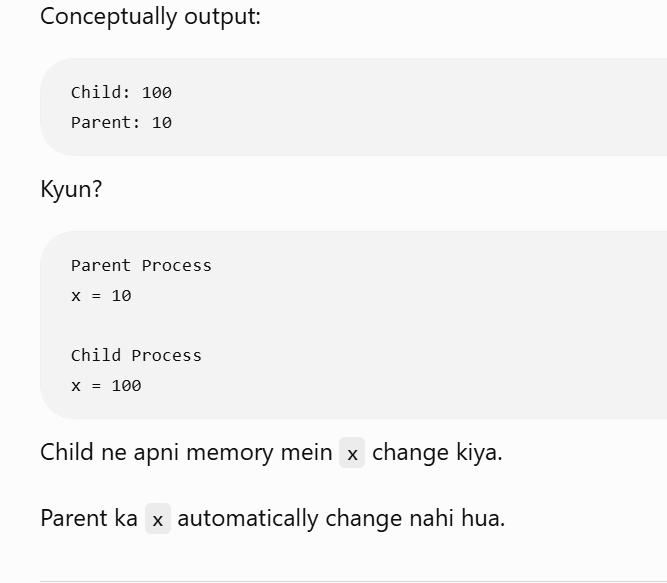 Conceptually output:
Child: 100
Parent: 10
Kyun?
Parent Process
x = 10
Child Process
x = 100
Child ne apni memory mein x change kiya.
Parent ka x automatically change nahi hua.